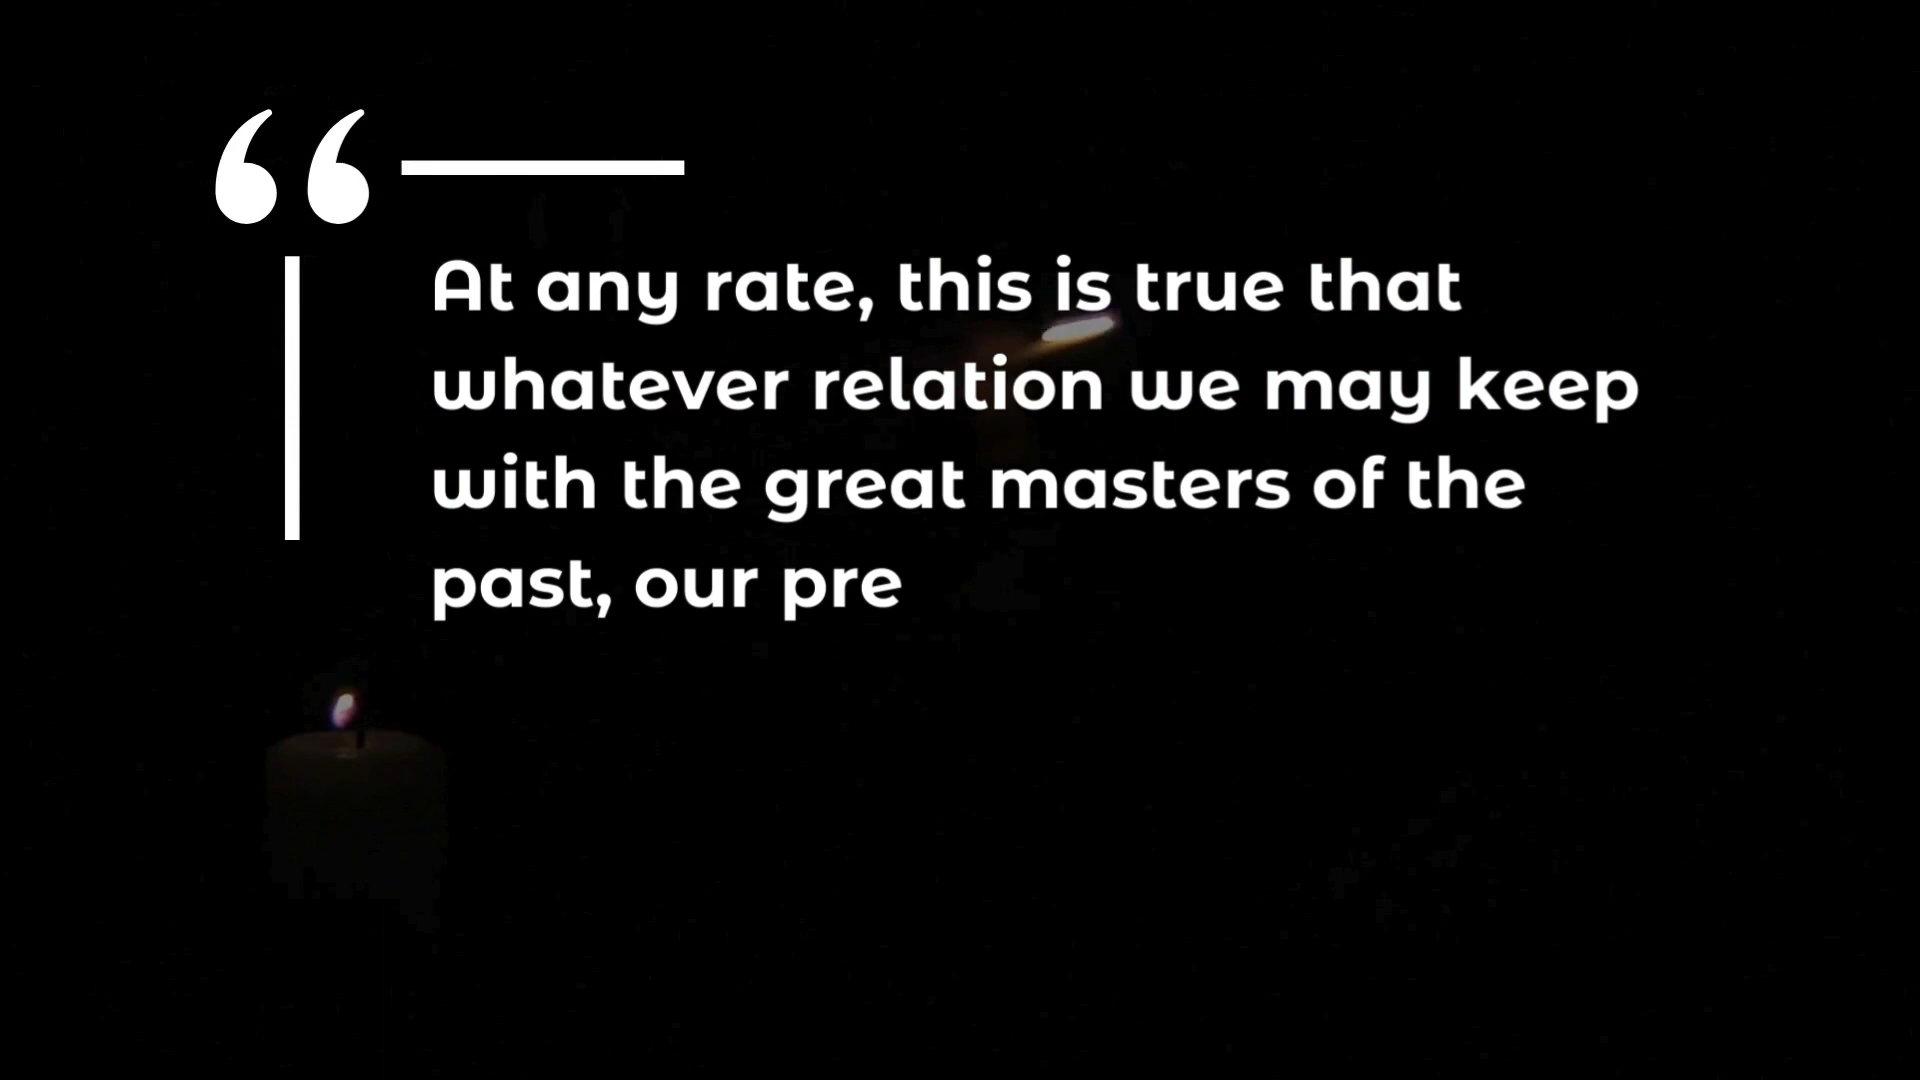 “
At any rate, this is true that
whatever relation we may keep
with the great masters of the
past, our pre